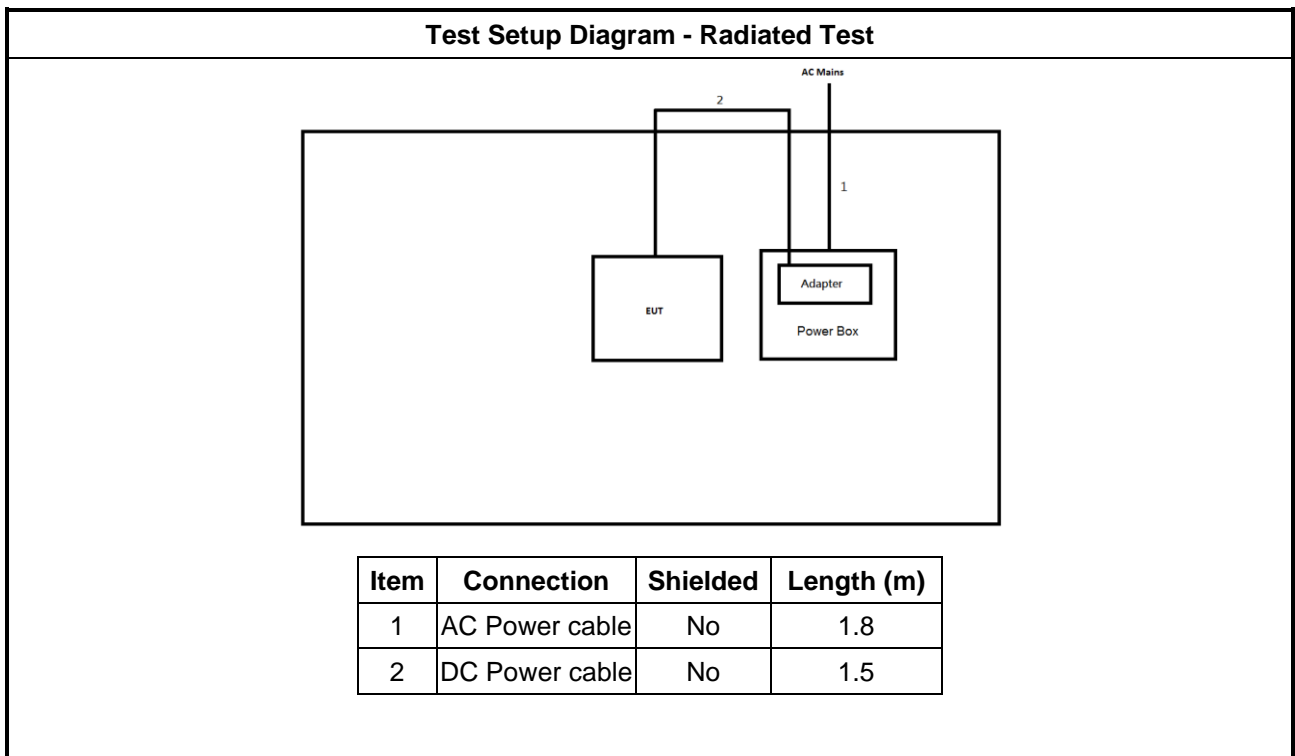 Test Setup Diagram - Radiated Test
AC Mains
2
1
Adapter
EUT
Power Box
Item Connection Shielded Length (m)
1 AC Power cable No 1.8
2 DC Power cable No 1.5